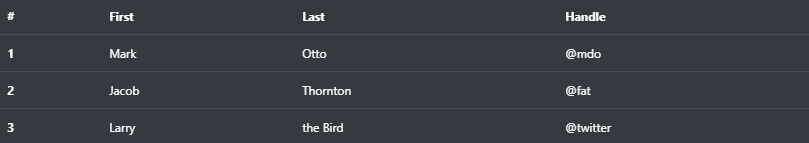 # First Last Handle
1 Mark Otto @mdo
2 Jacob Thornton @fat
3 Larry the Bird @twitter